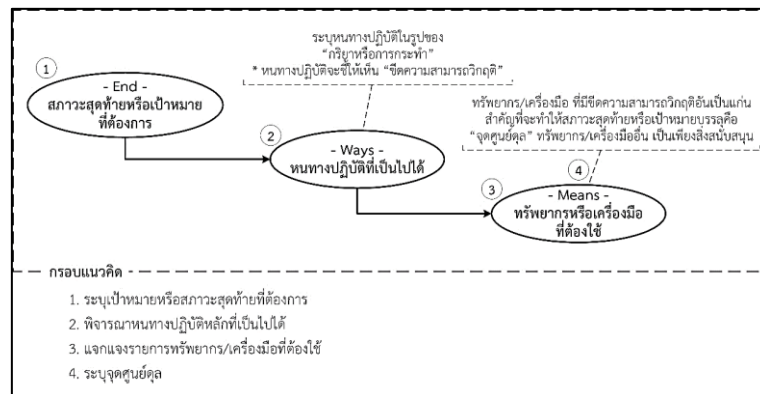 ระบุหนทางปฏิบัติในรูปของ
“กริยาหรือการกระทำ”
* หนทางปฏิบัติจะชี้ให้เห็น “ขีดความสามารถวิกฤติ”
1
- End -
สภาวะสุดท้ายหรือเป้าหมาย
ที่ต้องการ
ทรัพยากร/เครื่องมือ ที่มีขีดความสามารถวิกฤติอันเป็นแก่น
สำคัญที่จะทำให้สภาวะสุดท้ายหรือเป้าหมายบรรลุคือ
“จุดศูนย์ดุล” ทรัพยากร/เครื่องมืออื่น เป็นเพียงสิ่งสนับสนุน
2
- Ways -
หนทางปฏิบัติที่เป็นไปได้
3
4
- Means -
ทรัพยากรหรือเครื่องมือ
ที่ต้องใช้
กรอบแนวคิด
1. ระบุเป้าหมายหรือสภาวะสุดท้ายที่ต้องการ
2. พิจารณาหนทางปฏิบัติหลักที่เป็นไปได้
3. แจกแจงรายการทรัพยากร/เครื่องมือที่ต้องใช้
4. ระบุจุดศูนย์ดุล